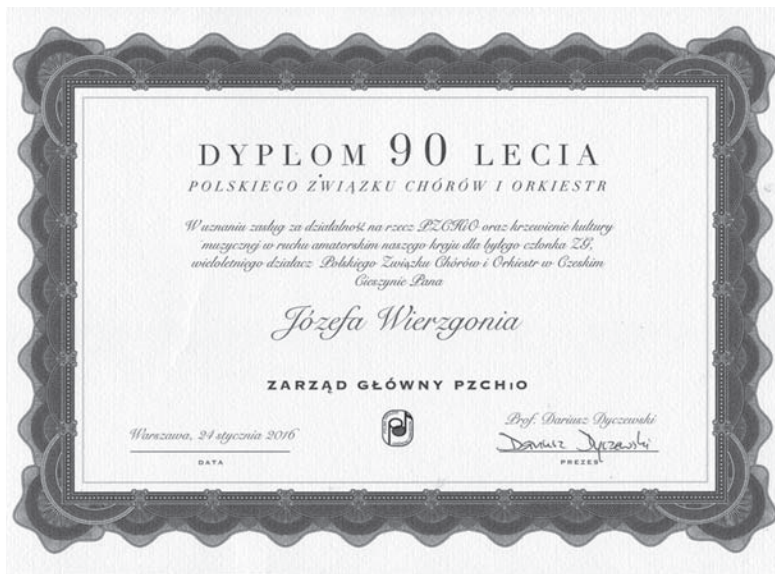 DYPLOM 90 LECIA
POLSKIEGO ZWIĄZKU CHÓRÓW I ORKIESTR
W uznaniu zasług za działalność na rzecz PZCHiO oraz krzewienie kultury
muzycznej w ruchu amatorskim naszego kraju dla byłego członka ZG,
wieloletniego działacz Polskiego Związku Chórów i Orkiestr w Czeskim
Cieszynie Pana
Józefa Wierzgonia
ZARZĄD GŁÓWNY PZCHiO
Warszawa, 24 stycznia 2016
DATA
Prof. Dariusz Dyczewski
Dariusz Dyczewski
PREZES